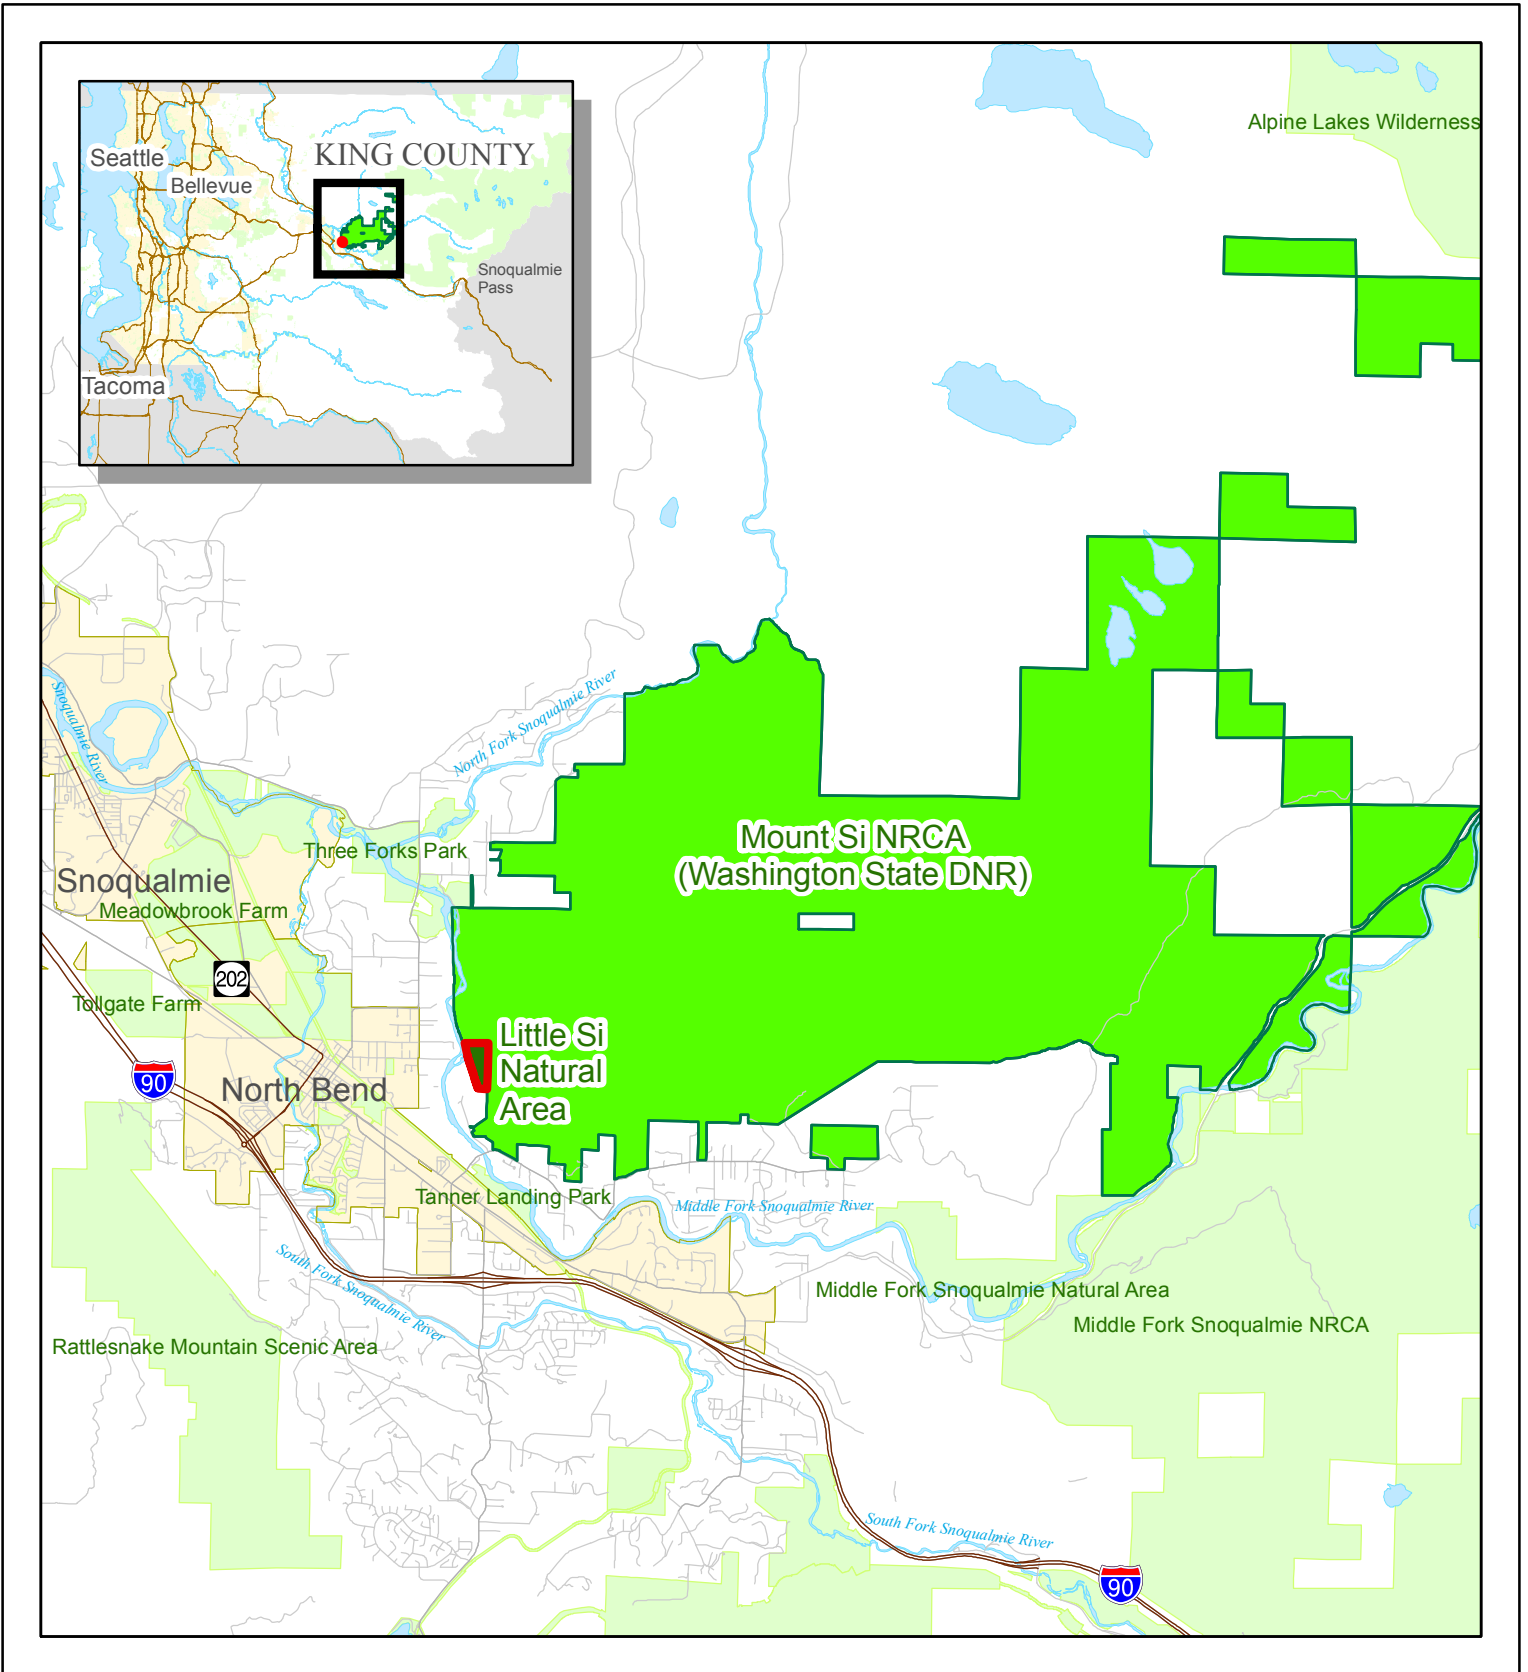 Alpine Lakes Wilderness
KING COUNTY
Seattle
Bellevue
Snoqualmie
Pass
Tacoma
Snoqualmie River
North Fork Snoqualmie River
Mount Si NRCA
(Washington State DNR)
Three Forks Park
Snoqualmie
Meadowbrook Farm
202
Tollgate Farm
Little Si
Natural
Area
90
North Bend
Tanner Landing Park
Middle Fork Snoqualmie River
South Fork Snoqualmie River
Middle Fork Snoqualmie Natural Area
Middle Fork Snoqualmie NRCA
Rattlesnake Mountain Scenic Area
South Fork Snoqualmie River
90